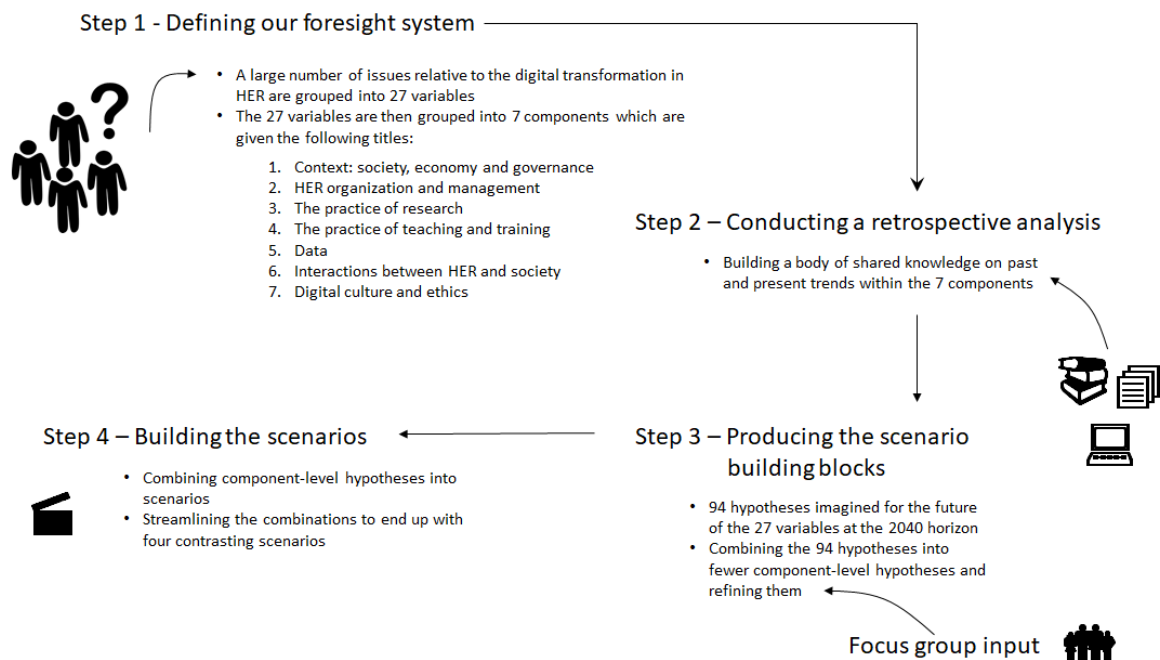 Step 1 - Defining our foresight system
• A large number of issues relative to the digital transformation in
HER are grouped into 27 variables
• The 27 variables are then grouped into 7 components which are
given the following titles:
1. Context: society, economy and governance
2. HER organization and management
3. The practice of research
4. The practice of teaching and training
5. Data
6. Interactions between HER and society
7. Digital culture and ethics
?
Step 2 – Conducting a retrospective analysis
• Building a body of shared knowledge on past
and present trends within the 7 components
Step 3 – Producing the scenario
building blocks
• 94 hypotheses imagined for the future
of the 27 variables at the 2040 horizon
• Combining the 94 hypotheses into
fewer component-level hypotheses and
refining them
Focus group input
Step 4 – Building the scenarios
• Combining component-level hypotheses into
scenarios
• Streamlining the combinations to end up with
four contrasting scenarios